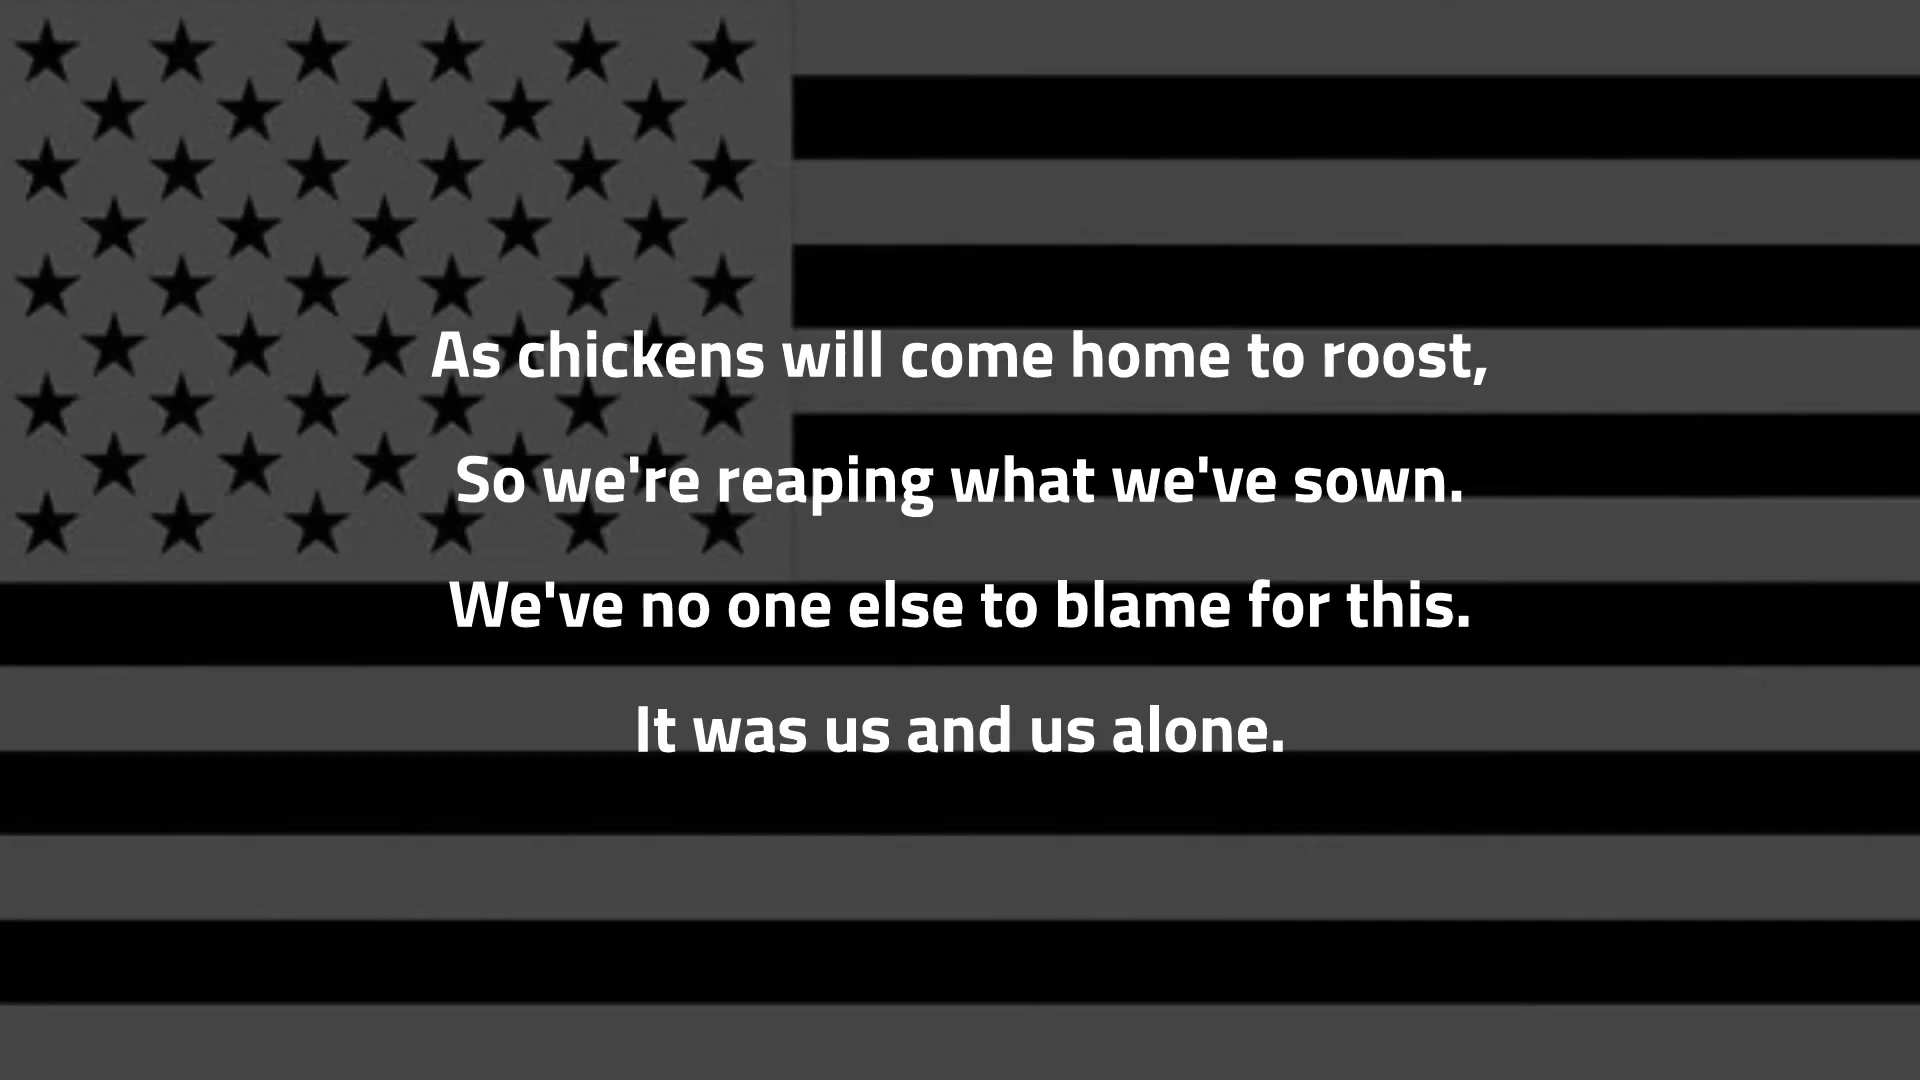 As chickens will come home to roost,
So we're reaping what we've sown.
We've no one else to blame for this.
It was us and us alone.